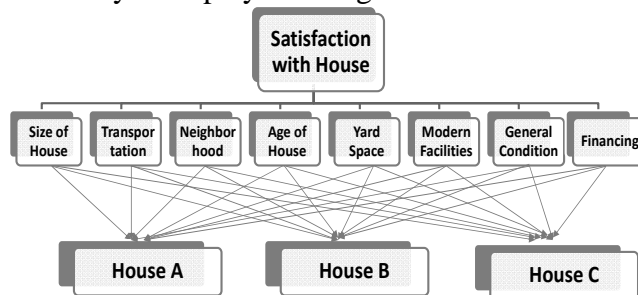 Satisfaction
with House
Size of
House
Transpor
tation
Neighbor
hood
Age of
House
Yard
Space
Modern
Facilities
General
Condition
Financing
House A
House B
House C